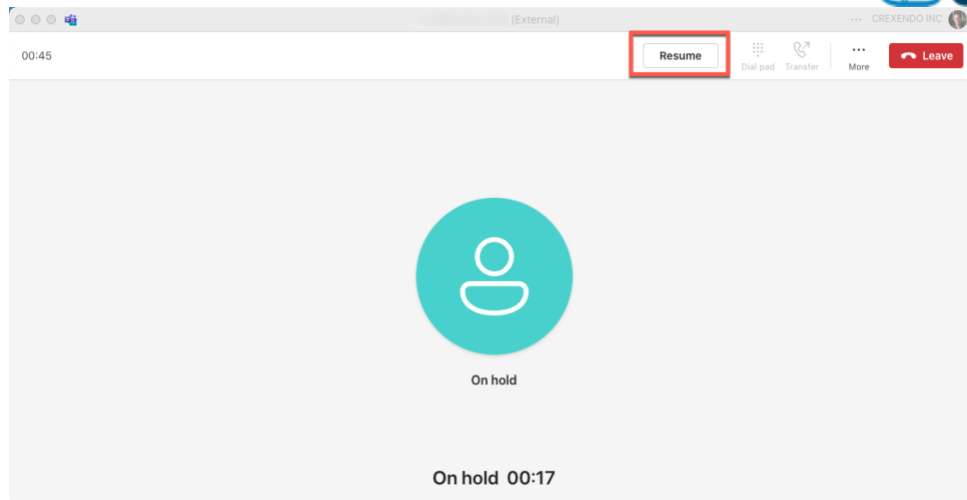 (External)
... CREXENDO INC
00:45
Resume
Dial pad
Transfer
...
More
Leave
On hold
On hold 00:17